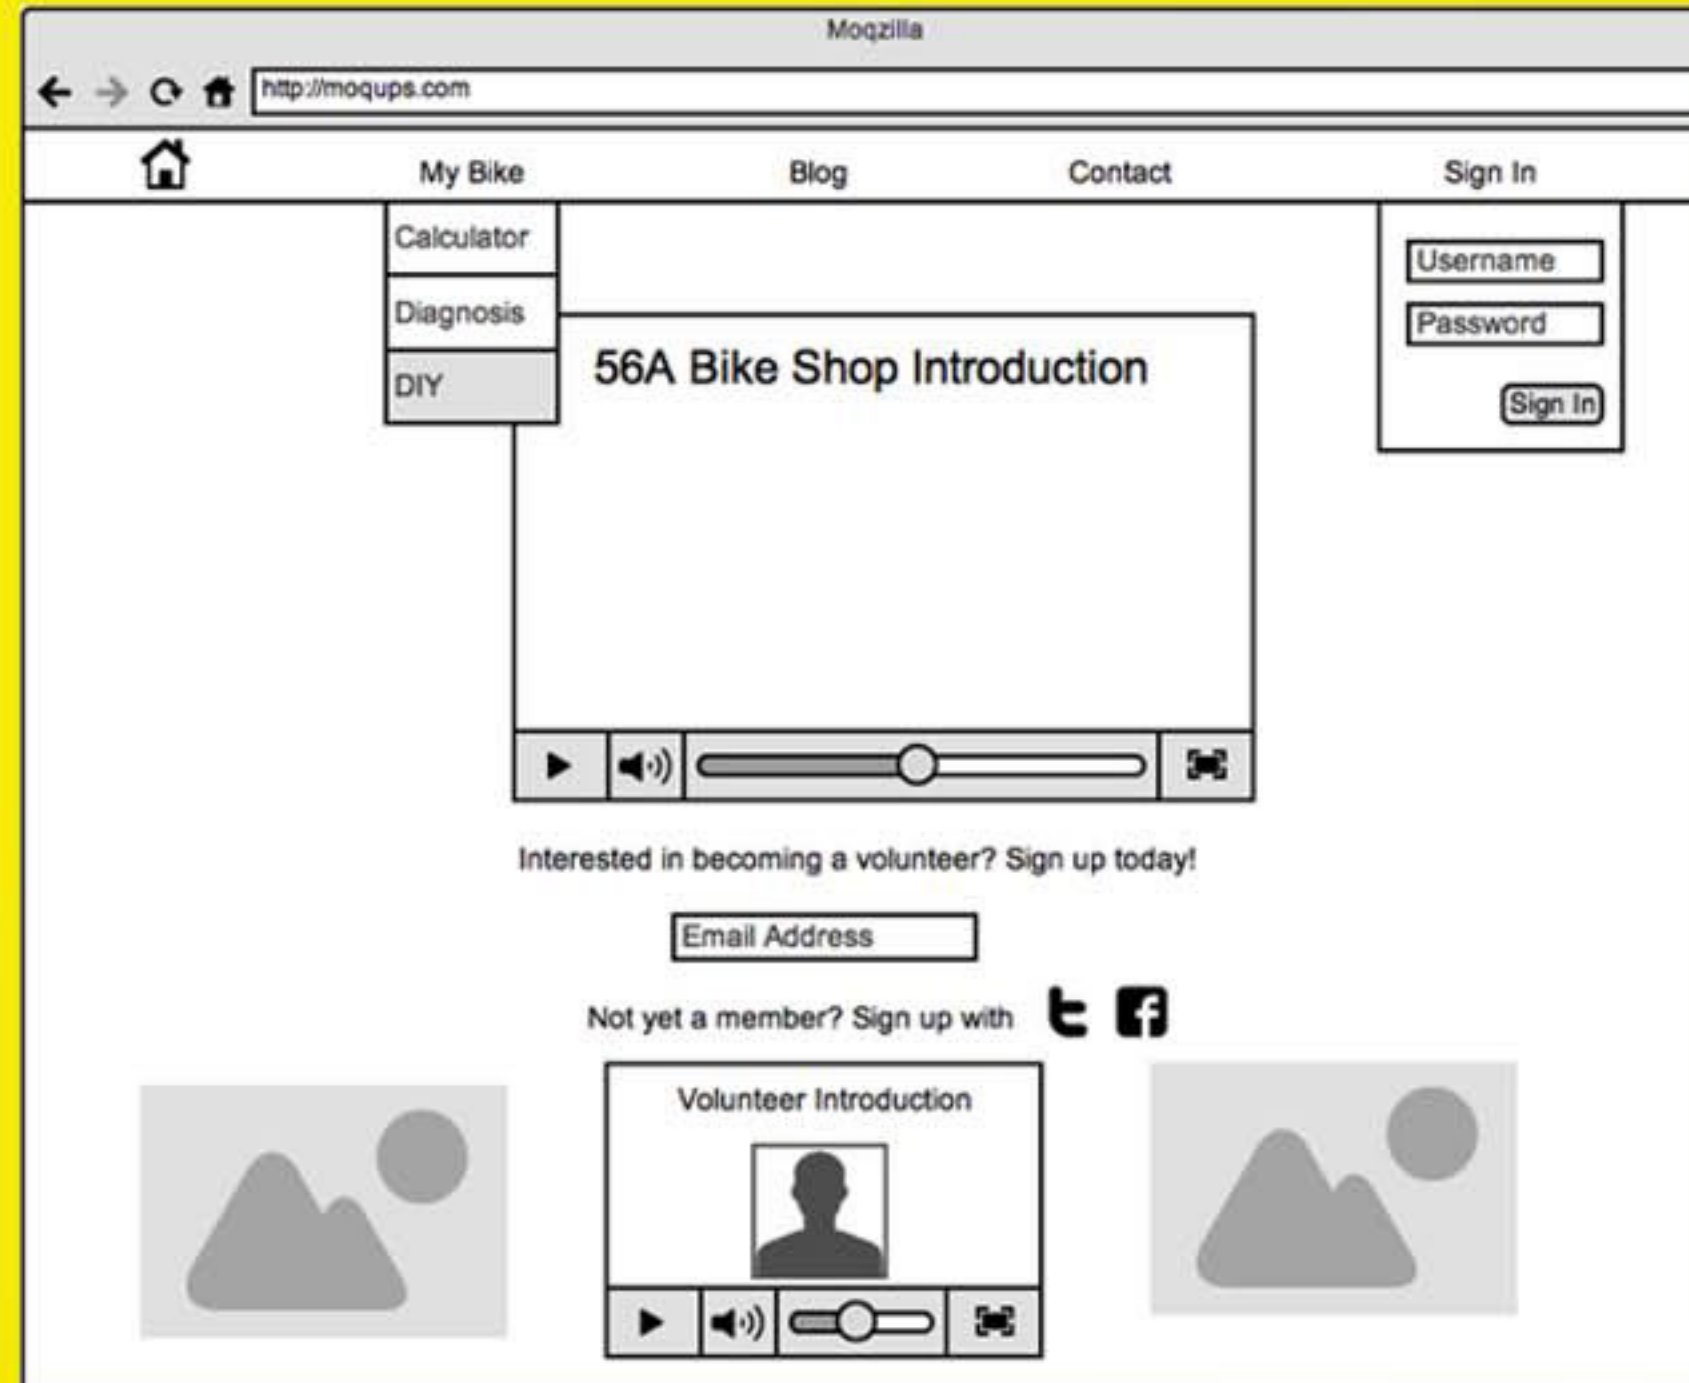 Moqzilla
http://moqups.com
My Bike
Blog
Contact
Sign In
Calculator
Diagnosis
DIY
Username
Password
Sign In
56A Bike Shop Introduction
Interested in becoming a volunteer? Sign up today!
Email Address
Not yet a member? Sign up with
Volunteer Introduction